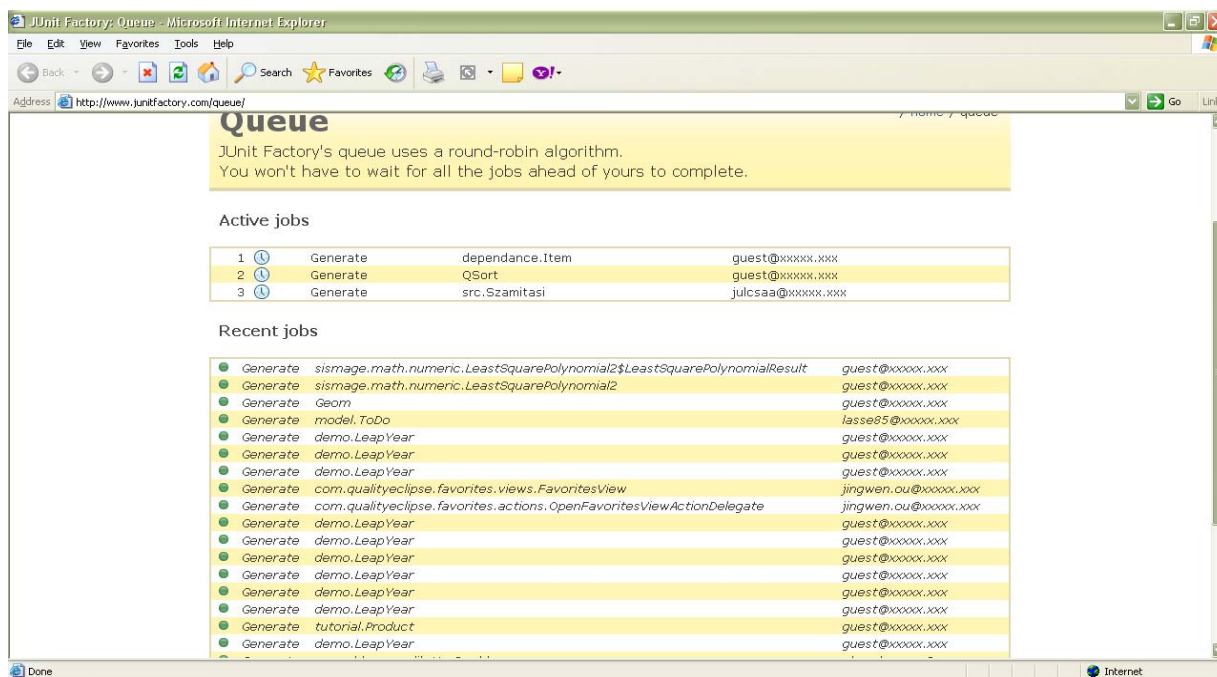 JUnit Factory: Queue - Microsoft Internet Explorer
File Edit View Favorites Tools Help
Back Search Favorites Y!
Address http://www.junitfactory.com/queue/ Go Lin
Queue / home / queue
JUnit Factory's queue uses a round-robin algorithm.
You won't have to wait for all the jobs ahead of yours to complete.
Active jobs
1 Generate dependance.Item guest@xxxxx.xxx
2 Generate QSort guest@xxxxx.xxx
3 Generate src.Szamitasi julcsaa@xxxxx.xxx
Recent jobs
Generate sismage.math.numeric.LeastSquarePolynomial2$LeastSquarePolynomialResult guest@xxxxx.xxx
Generate sismage.math.numeric.LeastSquarePolynomial2 guest@xxxxx.xxx
Generate Geom guest@xxxxx.xxx
Generate model.ToDo lasse85@xxxxx.xxx
Generate demo.LeapYear guest@xxxxx.xxx
Generate demo.LeapYear guest@xxxxx.xxx
Generate demo.LeapYear guest@xxxxx.xxx
Generate com.qualityeclipse.favorites.views.FavoritesView jingwen.ou@xxxxx.xxx
Generate com.qualityeclipse.favorites.actions.OpenFavoritesViewActionDelegate jingwen.ou@xxxxx.xxx
Generate demo.LeapYear guest@xxxxx.xxx
Generate demo.LeapYear guest@xxxxx.xxx
Generate demo.LeapYear guest@xxxxx.xxx
Generate demo.LeapYear guest@xxxxx.xxx
Generate demo.LeapYear guest@xxxxx.xxx
Generate demo.LeapYear guest@xxxxx.xxx
Generate tutorial.Product guest@xxxxx.xxx
Generate demo.LeapYear guest@xxxxx.xxx
Done Internet